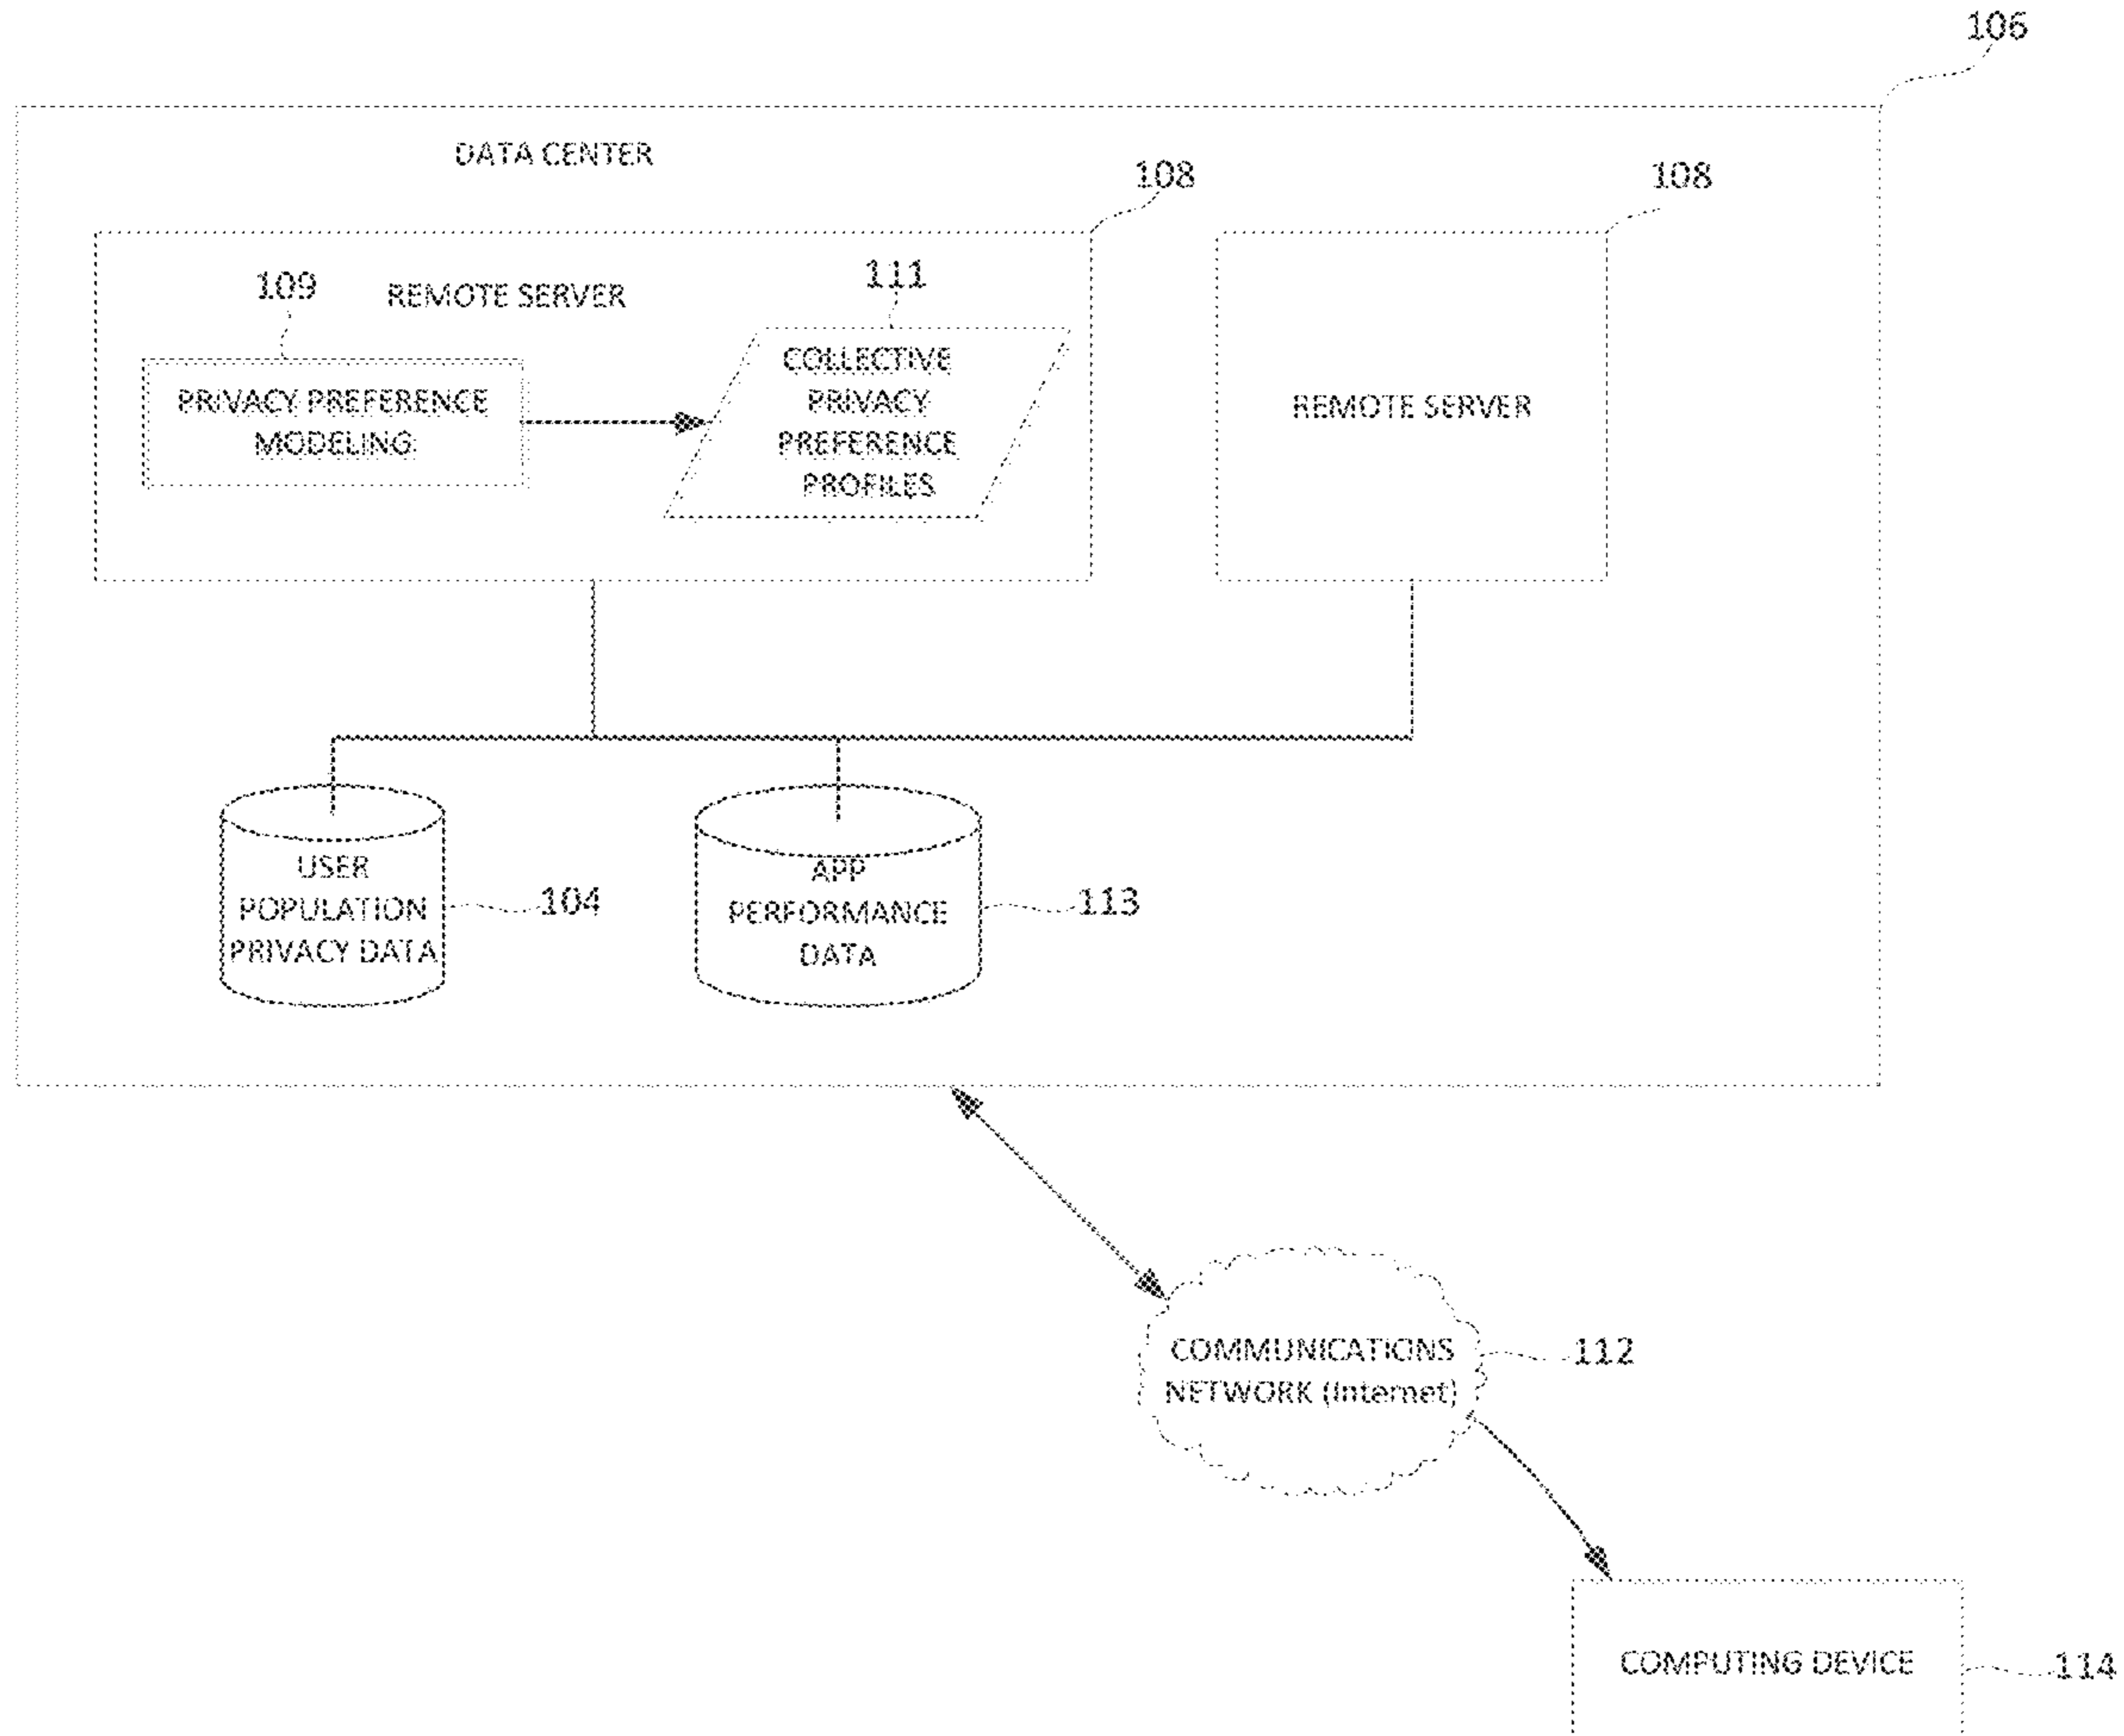 106
DATA CENTER
108
108
109
REMOTE SERVER
111
PRIVACY PREFERENCE
MODELING
COLLECTIVE
PRIVACY
PREFERENCE
PROFILES
REMOTE SERVER
USER
POPULATION
PRIVACY DATA
104
APP
PERFORMANCE
DATA
113
COMMUNICATIONS
NETWORK (Internet)
112
COMPUTING DEVICE
114